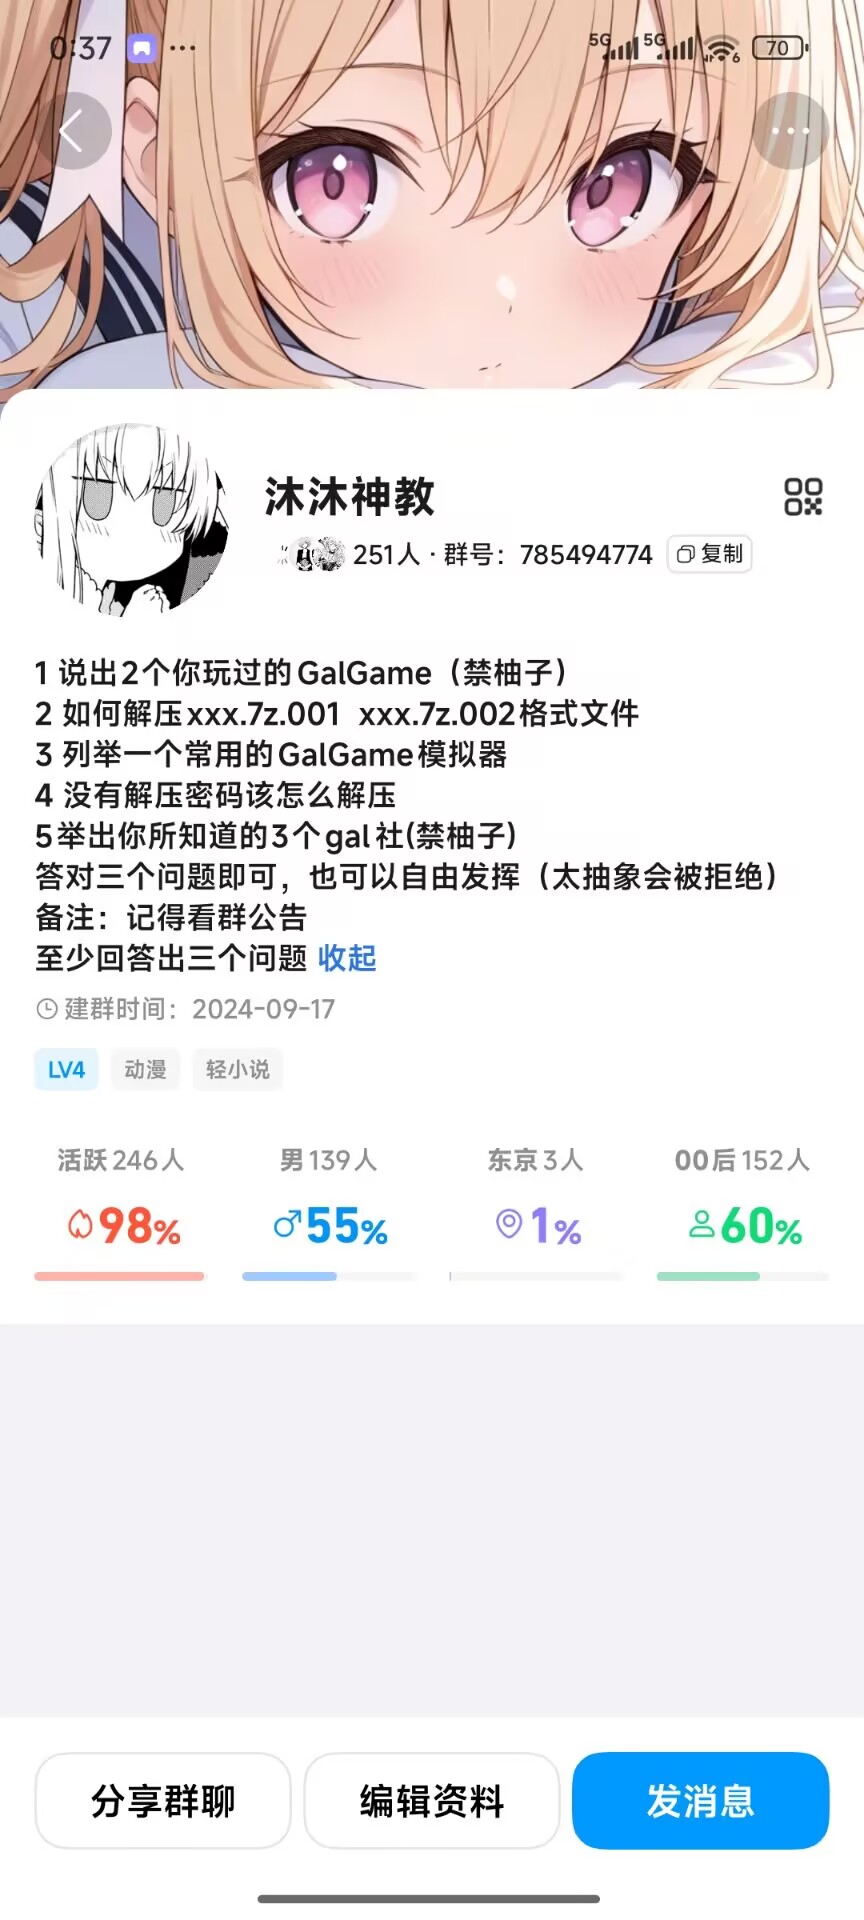 0:37
5G 5G 6 70
沐沐神教
251人 · 群号：785494774 复制
1 说出2个你玩过的GalGame（禁柚子）
2 如何解压xxx.7z.001 xxx.7z.002格式文件
3 列举一个常用的GalGame模拟器
4 没有解压密码该怎么解压
5举出你所知道的3个gal社(禁柚子)
答对三个问题即可，也可以自由发挥（太抽象会被拒绝）
备注：记得看群公告
至少回答出三个问题 收起
建群时间：2024-09-17
LV4 动漫 轻小说
活跃246人 男139人 东京3人 00后152人
98% 55% 1% 60%
分享群聊 编辑资料 发消息